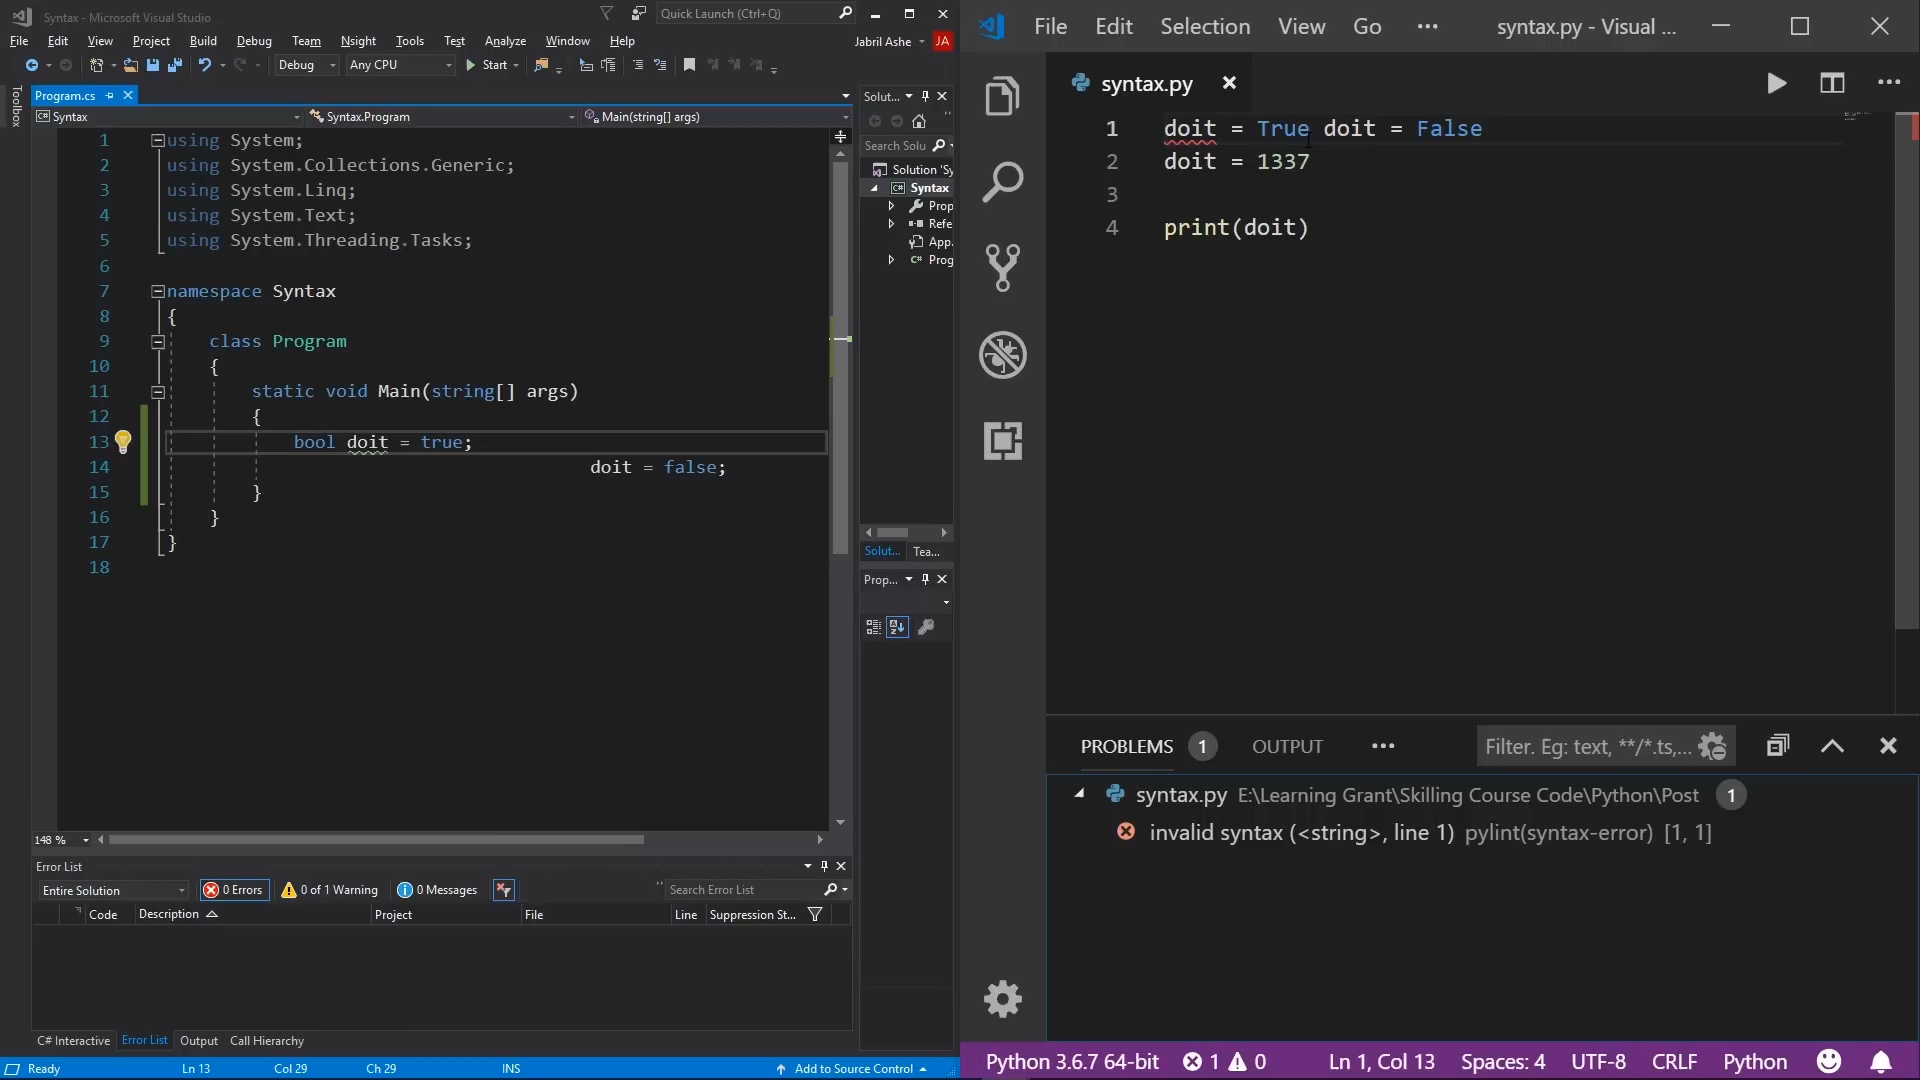 Syntax - Microsoft Visual Studio
Quick Launch (Ctrl+Q)
File Edit View Project Build Debug Team Nsight Tools Test Analyze Window Help
Jabril Ashe JA
Debug Any CPU Start
Toolbox
Program.cs
Syntax Syntax.Program Main(string[] args)
1 using System;
2 using System.Collections.Generic;
3 using System.Linq;
4 using System.Text;
5 using System.Threading.Tasks;
6
7 namespace Syntax
8 {
9 class Program
10 {
11 static void Main(string[] args)
12 {
13 bool doit = true;
14 doit = false;
15 }
16 }
17 }
18
148 %
Solut...
Search Solu
Solution 'Sy
C# Syntax
Prop
Refe
App.
C# Prog
Solut... Tea...
Prop...
Error List
Entire Solution 0 Errors 0 of 1 Warning 0 Messages Search Error List
Code Description Project File Line Suppression St...
C# Interactive Error List Output Call Hierarchy
Ready Ln 13 Col 29 Ch 29 INS Add to Source Control
File Edit Selection View Go ··· syntax.py - Visual ...
syntax.py
1 doit = True doit = False
2 doit = 1337
3
4 print(doit)
PROBLEMS 1 OUTPUT ··· Filter. Eg: text, **/*.ts,...
syntax.py E:\Learning Grant\Skilling Course Code\Python\Post 1
invalid syntax (<string>, line 1) pylint(syntax-error) [1, 1]
Python 3.6.7 64-bit 1 0 Ln 1, Col 13 Spaces: 4 UTF-8 CRLF Python